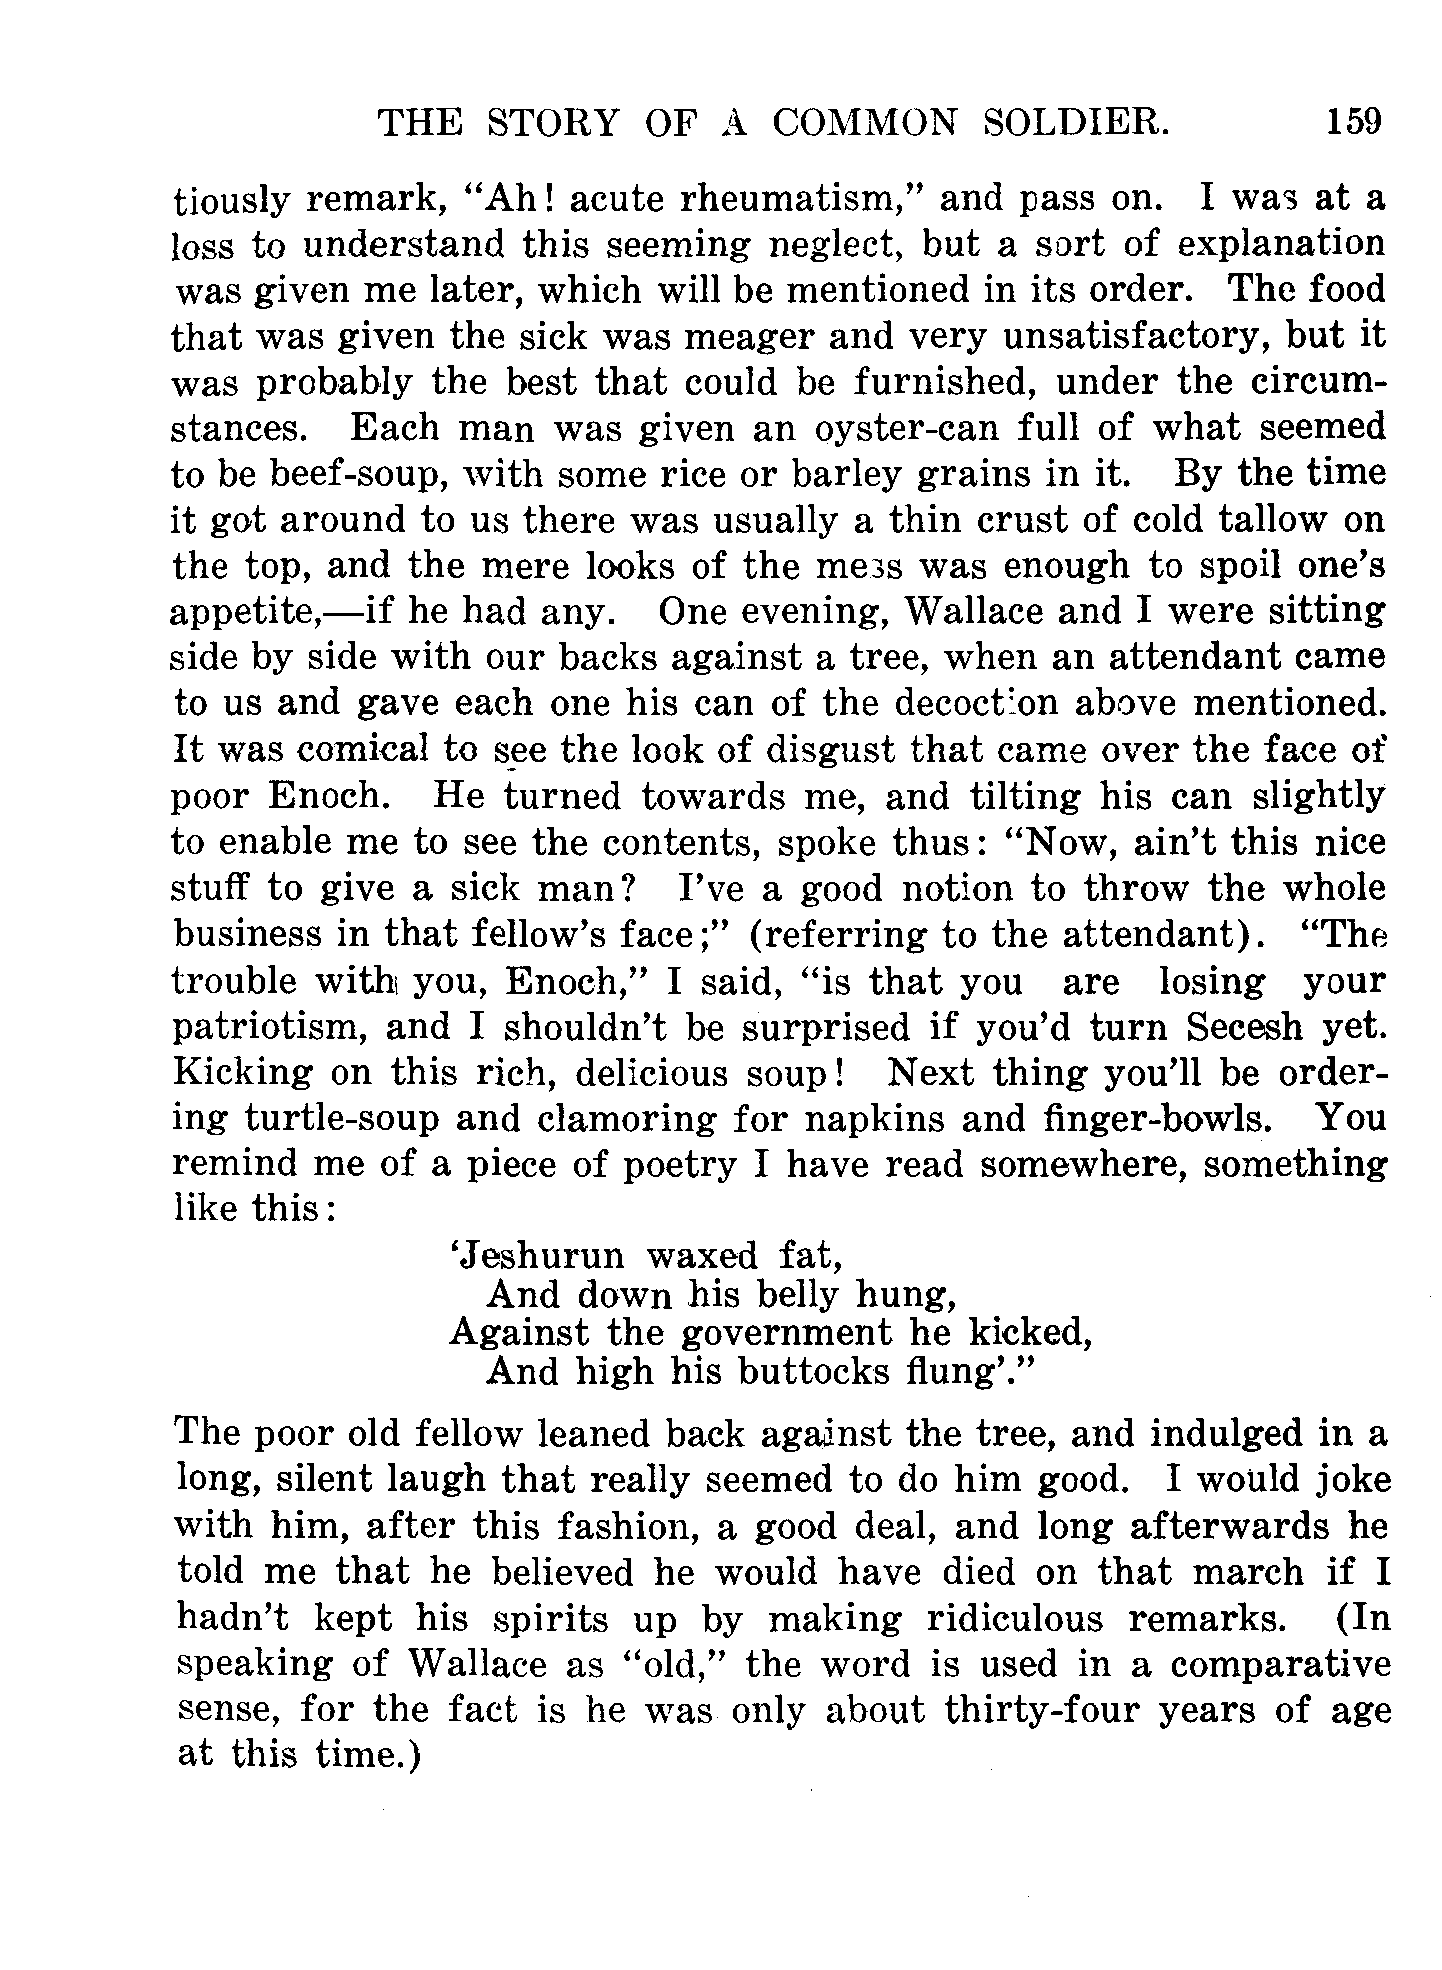 THE STORY OF A COMMON SOLDIER. 159
tiously remark, “Ah! acute rheumatism,” and pass on. I was at a
loss to understand this seeming neglect, but a sort of explanation
was given me later, which will be mentioned in its order. The food
that was given the sick was meager and very unsatisfactory, but it
was probably the best that could be furnished, under the circum-
stances. Each man was given an oyster-can full of what seemed
to be beef-soup, with some rice or barley grains in it. By the time
it got around to us there was usually a thin crust of cold tallow on
the top, and the mere looks of the mess was enough to spoil one’s
appetite,—if he had any. One evening, Wallace and I were sitting
side by side with our backs against a tree, when an attendant came
to us and gave each one his can of the decoction above mentioned.
It was comical to see the look of disgust that came over the face of
poor Enoch. He turned towards me, and tilting his can slightly
to enable me to see the contents, spoke thus: “Now, ain’t this nice
stuff to give a sick man? I’ve a good notion to throw the whole
business in that fellow’s face;” (referring to the attendant). “The
trouble with you, Enoch,” I said, “is that you are losing your
patriotism, and I shouldn’t be surprised if you’d turn Secesh yet.
Kicking on this rich, delicious soup! Next thing you’ll be order-
ing turtle-soup and clamoring for napkins and finger-bowls. You
remind me of a piece of poetry I have read somewhere, something
like this:
‘Jeshurun waxed fat,
And down his belly hung,
Against the government he kicked,
And high his buttocks flung’.”
The poor old fellow leaned back against the tree, and indulged in a
long, silent laugh that really seemed to do him good. I would joke
with him, after this fashion, a good deal, and long afterwards he
told me that he believed he would have died on that march if I
hadn’t kept his spirits up by making ridiculous remarks. (In
speaking of Wallace as “old,” the word is used in a comparative
sense, for the fact is he was only about thirty-four years of age
at this time.)